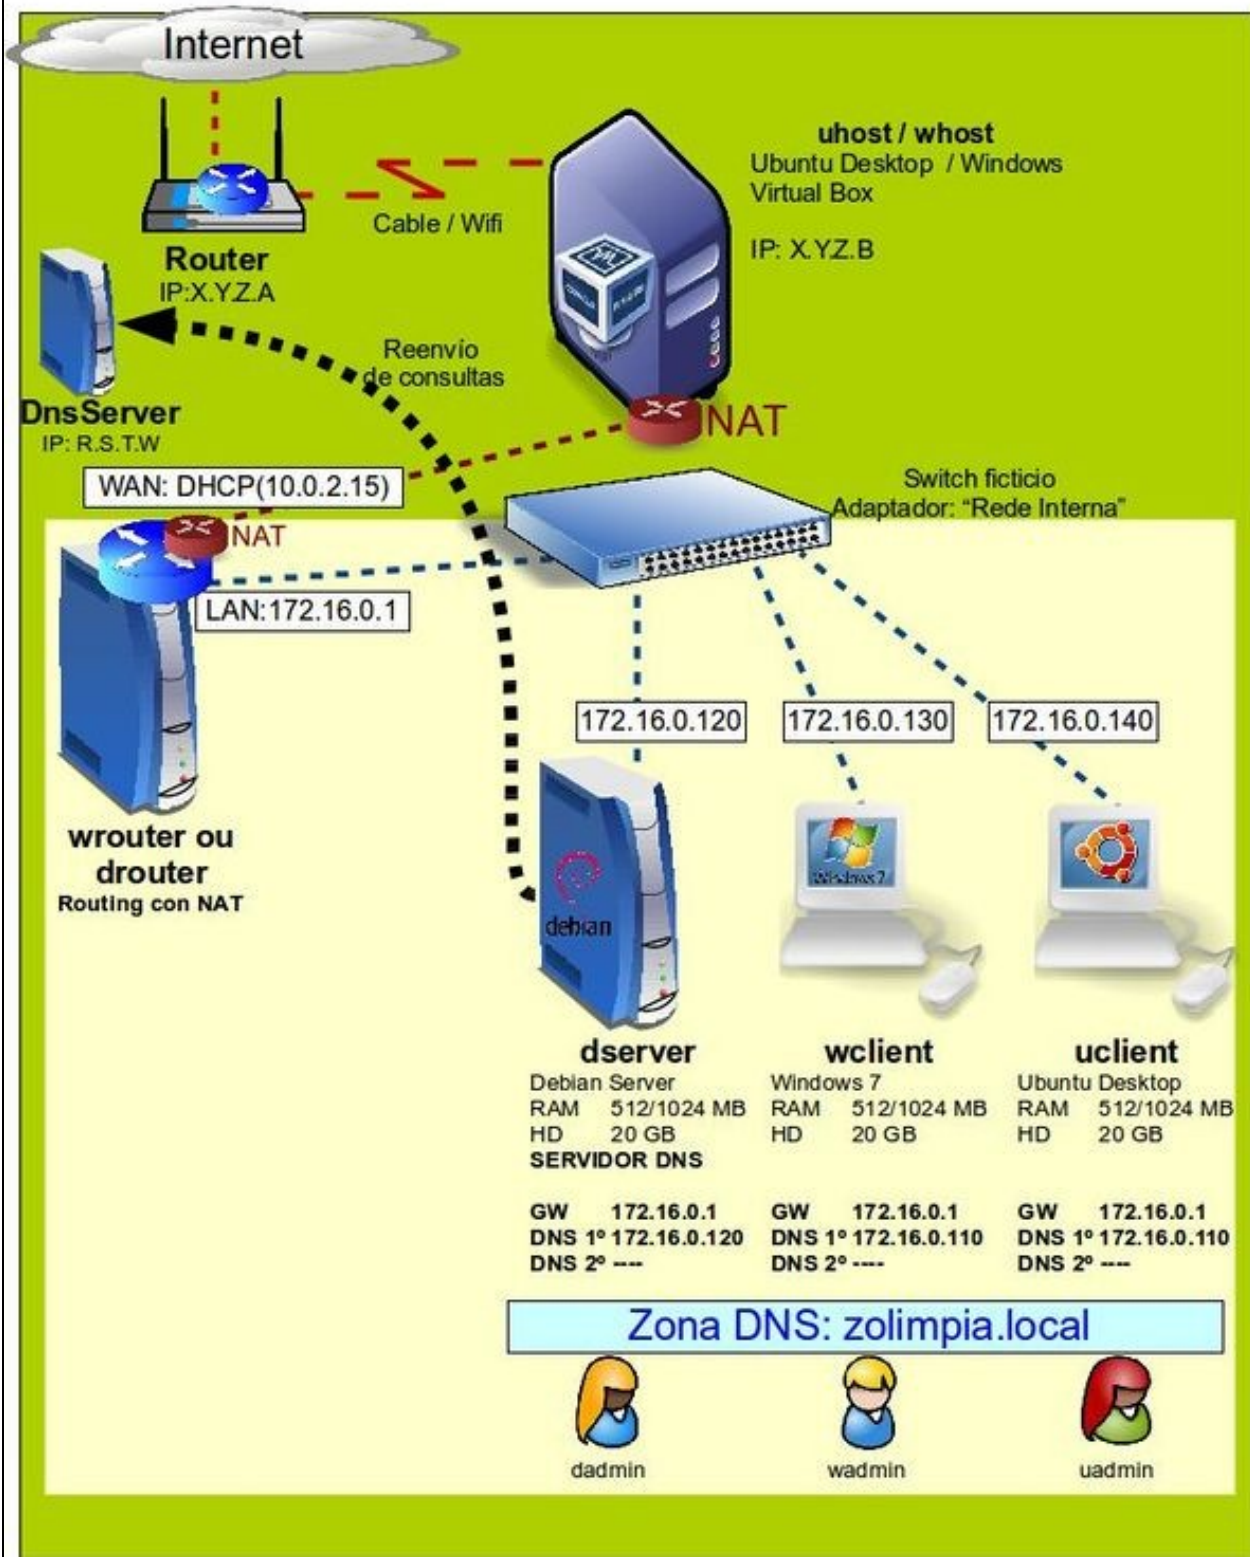 Internet
uhost / whost
Ubuntu Desktop / Windows
Virtual Box
IP: X.Y.Z.B
Cable / Wifi
Router
IP:X.Y.Z.A
Reenvío
de consultas
DnsServer
IP: R.S.T.W
NAT
WAN: DHCP(10.0.2.15)
Switch ficticio
Adaptador: “Rede Interna”
NAT
LAN:172.16.0.1
172.16.0.120
172.16.0.130
172.16.0.140
wrouter ou
drouter
Routing con NAT
debian
Windows 7
dserver
Debian Server
RAM 512/1024 MB
HD 20 GB
SERVIDOR DNS
GW 172.16.0.1
DNS 1º 172.16.0.120
DNS 2º ----
wclient
Windows 7
RAM 512/1024 MB
HD 20 GB
GW 172.16.0.1
DNS 1º 172.16.0.110
DNS 2º ----
uclient
Ubuntu Desktop
RAM 512/1024 MB
HD 20 GB
GW 172.16.0.1
DNS 1º 172.16.0.110
DNS 2º ----
Zona DNS: zolimpia.local
dadmin
wadmin
uadmin